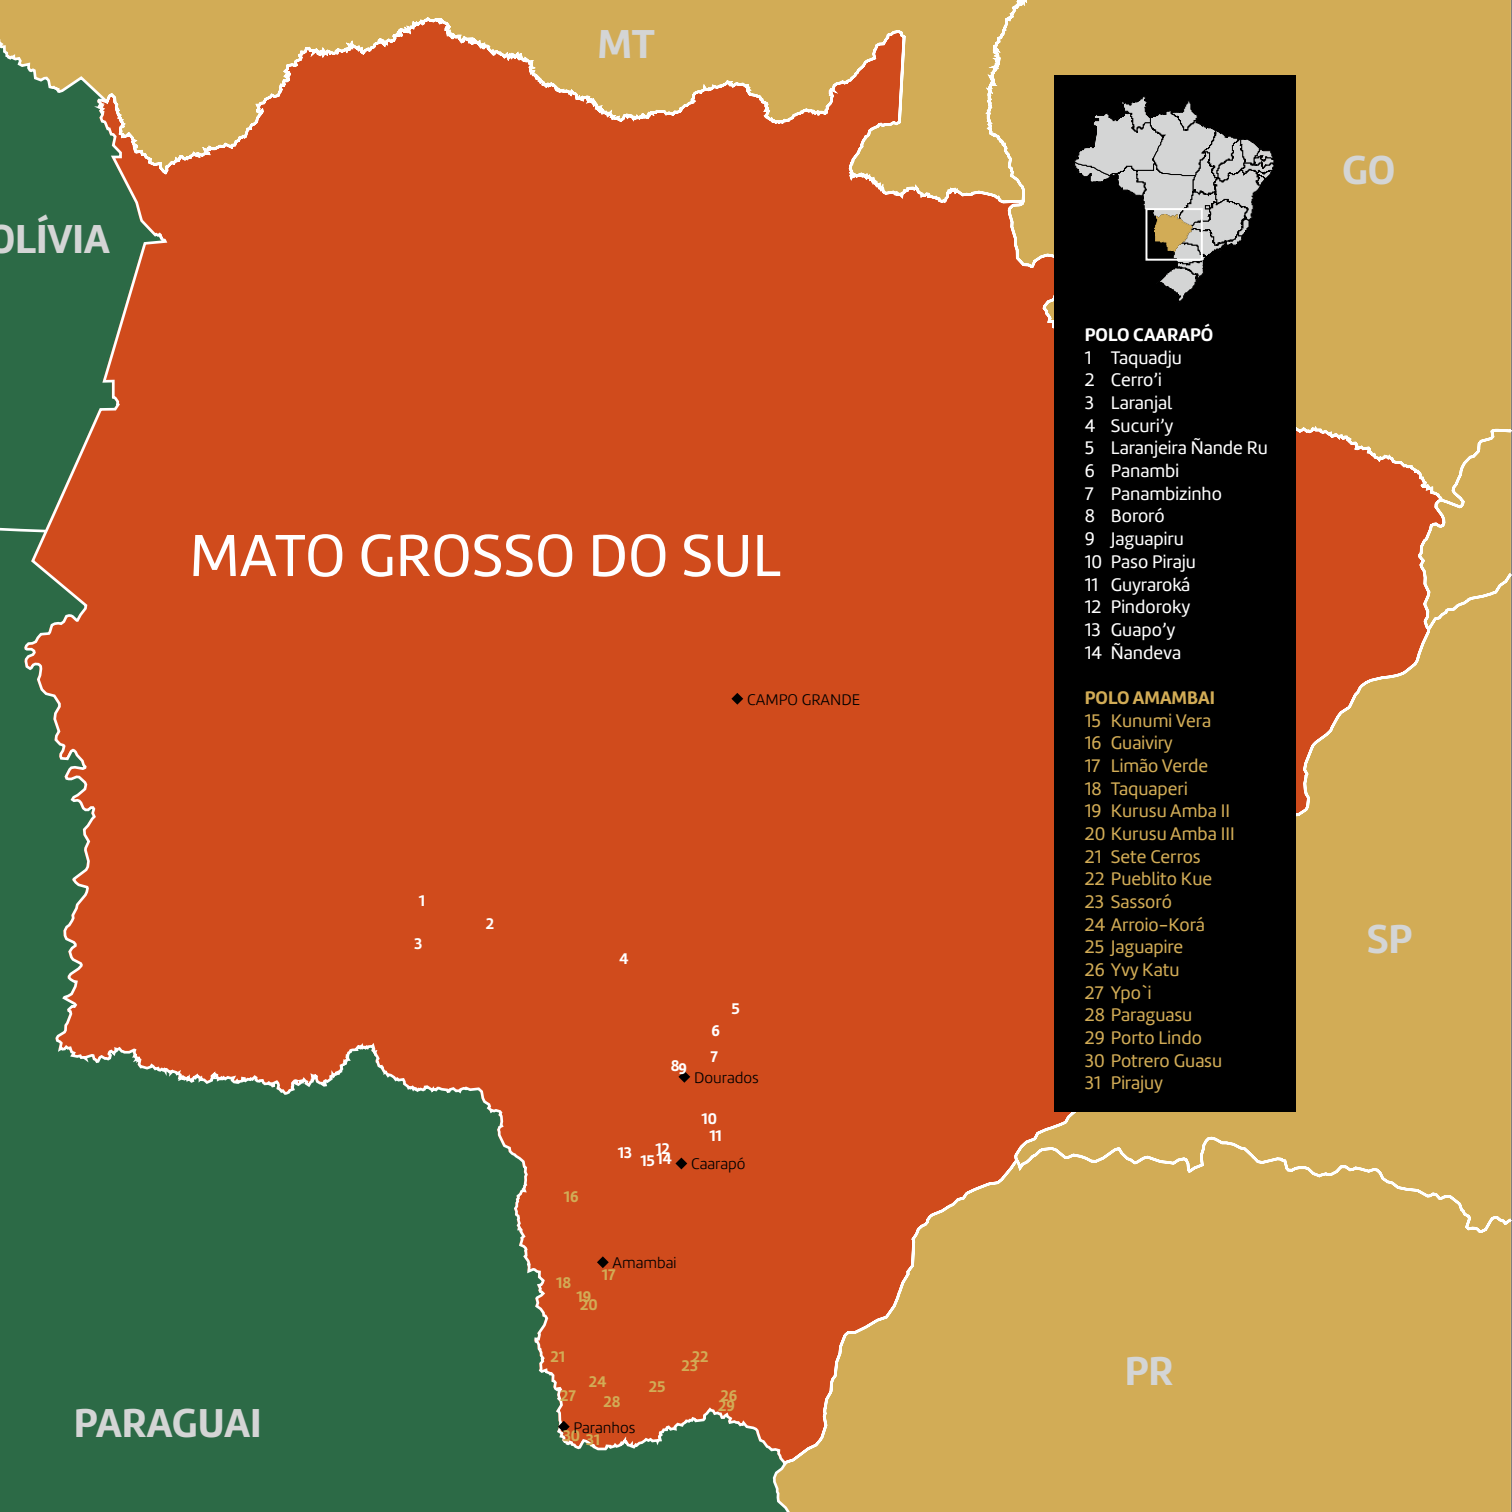 MT
GO
OLÍVIA
MATO GROSSO DO SUL
CAMPO GRANDE
POLO CAARAPÓ
1 Taquadju
2 Cerro’i
3 Laranjal
4 Sucuri’y
5 Laranjeira Ñande Ru
6 Panambi
7 Panambizinho
8 Bororó
9 Jaguapiru
10 Paso Piraju
11 Guyraroká
12 Pindoroky
13 Guapo’y
14 Ñandeva
POLO AMAMBAI
15 Kunumi Vera
16 Guaiviry
17 Limão Verde
18 Taquaperi
19 Kurusu Amba II
20 Kurusu Amba III
21 Sete Cerros
22 Pueblito Kue
23 Sassoró
24 Arroio-Korá
25 Jaguapire
26 Yvy Katu
27 Ypo`i
28 Paraguasu
29 Porto Lindo
30 Potrero Guasu
31 Pirajuy
1
2
3
4
SP
5
6
7
8
9
Dourados
10
11
12
13
14
15
Caarapó
16
Amambai
17
18
19
20
21
22
23
24
25
26
27
28
29
PR
PARAGUAI
Paranhos
30
31